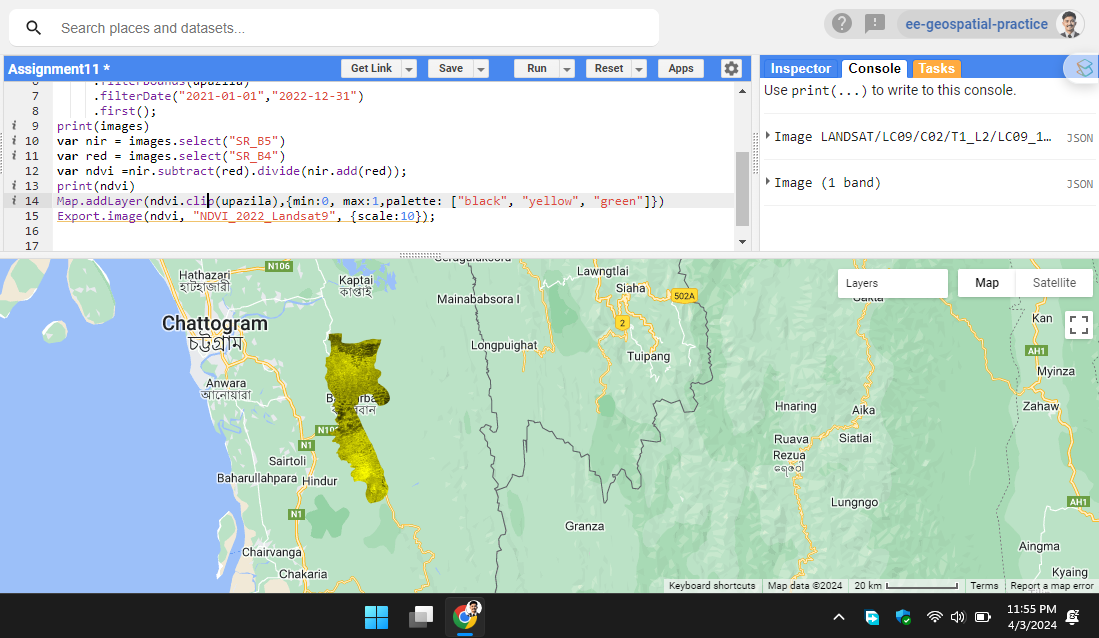 Search places and datasets...
ee-geospatial-practice
Assignment11 *
Get Link
Save
Run
Reset
Apps
Inspector
Console
Tasks
Use print(...) to write to this console.
7 .filterDate("2021-01-01","2022-12-31")
8 .first();
i 9 print(images)
i 10 var nir = images.select("SR_B5")
i 11 var red = images.select("SR_B4")
12 var ndvi =nir.subtract(red).divide(nir.add(red));
i 13 print(ndvi)
i 14 Map.addLayer(ndvi.clip(upazila),{min:0, max:1,palette: ["black", "yellow", "green"]})
15 Export.image(ndvi, "NDVI_2022_Landsat9", {scale:10});
16
17
Image LANDSAT/LC09/C02/T1_L2/LC09_1…
JSON
Image (1 band)
JSON
Layers
Map
Satellite
N106
Hathazari
হাটহাজারী
Kaptai
কাপ্তাই
Lawngtlai
Siaha
502A
Mainababsora I
Chattogram
চট্টগ্রাম
2
Kan
Longpuighat
Tuipang
AH1
Myinza
Anwara
আনোয়ারা
Hnaring
Aika
Zahaw
N1
Ruava
Siatlai
Rezua
Sairtoli
Baharullahpara
Hindur
Lungngo
AH1
N1
Granza
Chairvanga
Aingma
Chakaria
Kyaing
Keyboard shortcuts
Map data ©2024
20 km
Terms
Report a map error
11:55 PM
4/3/2024